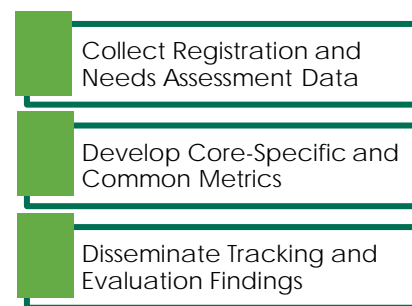 Collect Registration and
Needs Assessment Data
Develop Core-Specific and
Common Metrics
Disseminate Tracking and
Evaluation Findings